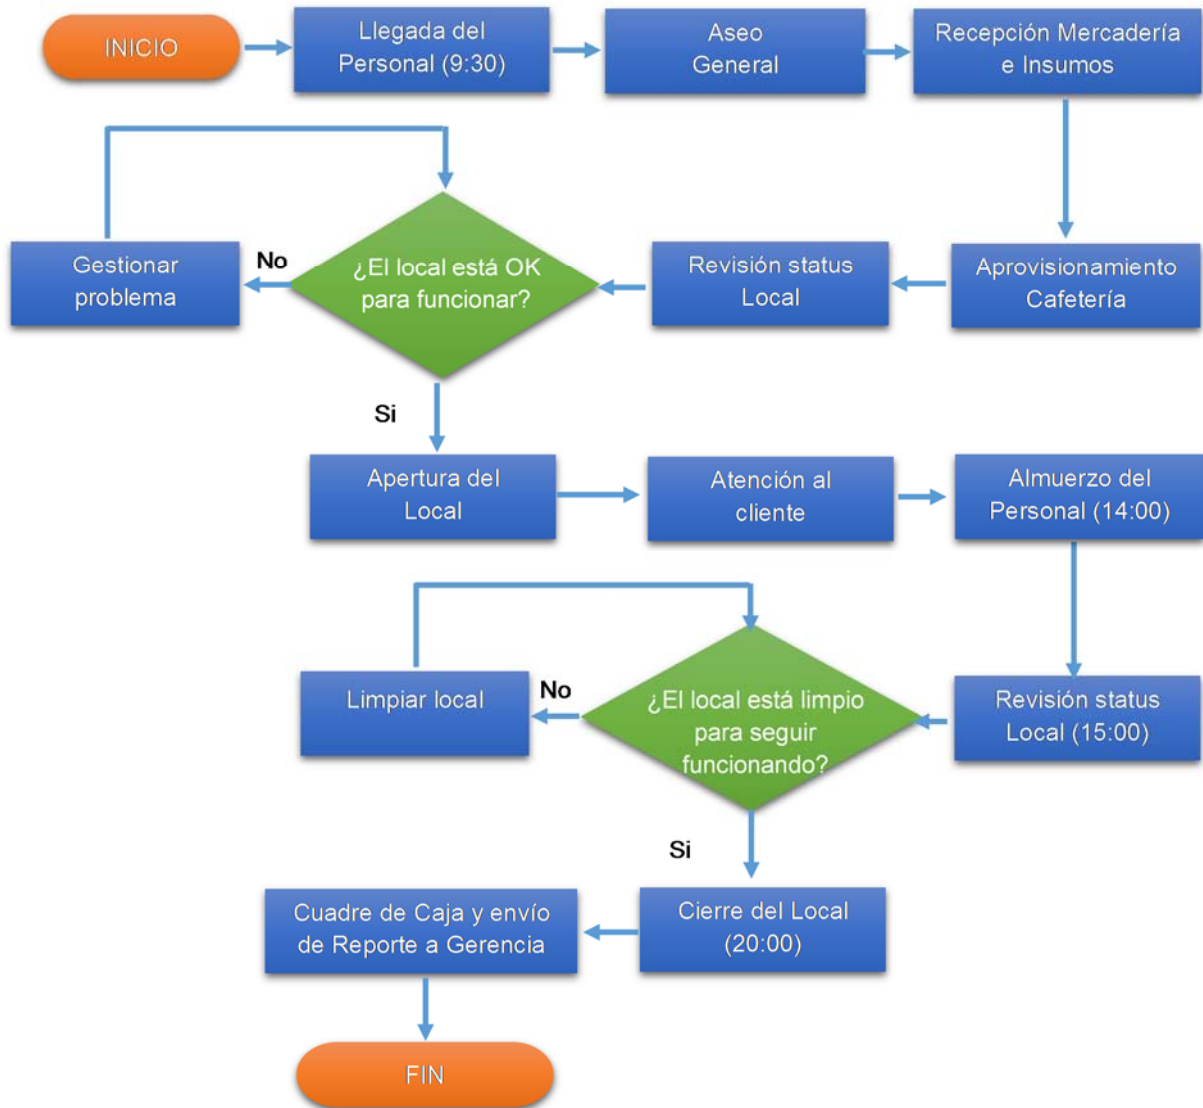 INICIO
Llegada del
Personal (9:30)
Aseo
General
Recepción Mercadería
e Insumos
Gestionar
problema
No
¿El local está OK
para funcionar?
Revisión status
Local
Aprovisionamiento
Cafetería
Si
Apertura del
Local
Atención al
cliente
Almuerzo del
Personal (14:00)
Limpiar local
No
¿El local está limpio
para seguir
funcionando?
Revisión status
Local (15:00)
Si
Cuadre de Caja y envío
de Reporte a Gerencia
Cierre del Local
(20:00)
FIN